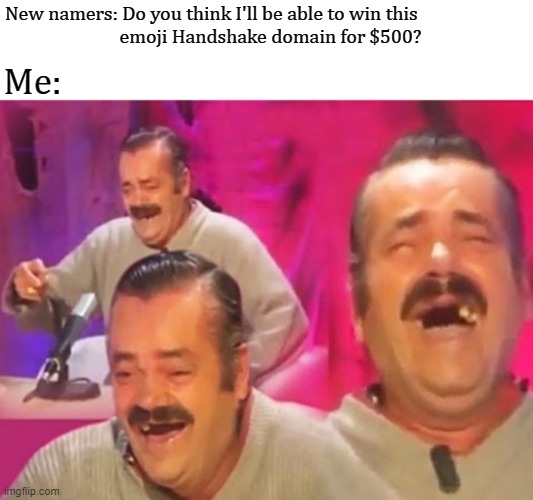 New namers: Do you think I'll be able to win this
emoji Handshake domain for $500?
Me:
imgflip.com